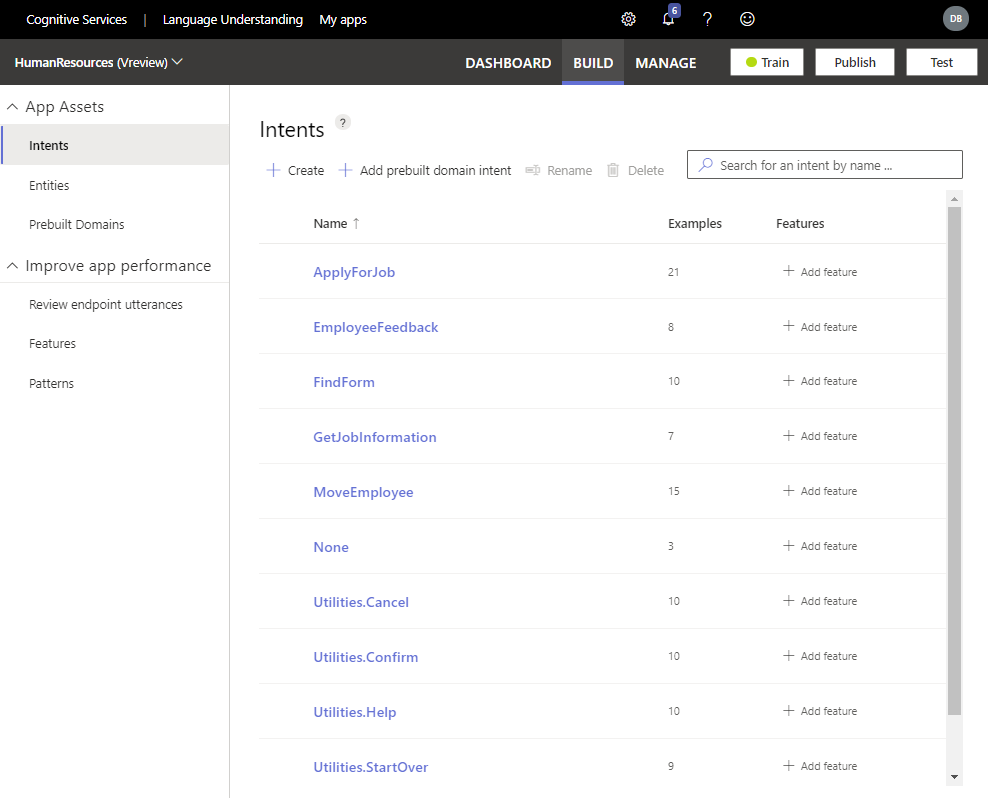 Cognitive Services | Language Understanding My apps 6 ? DB
HumanResources (Vreview) DASHBOARD BUILD MANAGE Train Publish Test
App Assets
Intents
Entities
Prebuilt Domains
Improve app performance
Review endpoint utterances
Features
Patterns
Intents ?
+ Create + Add prebuilt domain intent Rename Delete Search for an intent by name ...
Name ↑ Examples Features
ApplyForJob 21 + Add feature
EmployeeFeedback 8 + Add feature
FindForm 10 + Add feature
GetJobInformation 7 + Add feature
MoveEmployee 15 + Add feature
None 3 + Add feature
Utilities.Cancel 10 + Add feature
Utilities.Confirm 10 + Add feature
Utilities.Help 10 + Add feature
Utilities.StartOver 9 + Add feature